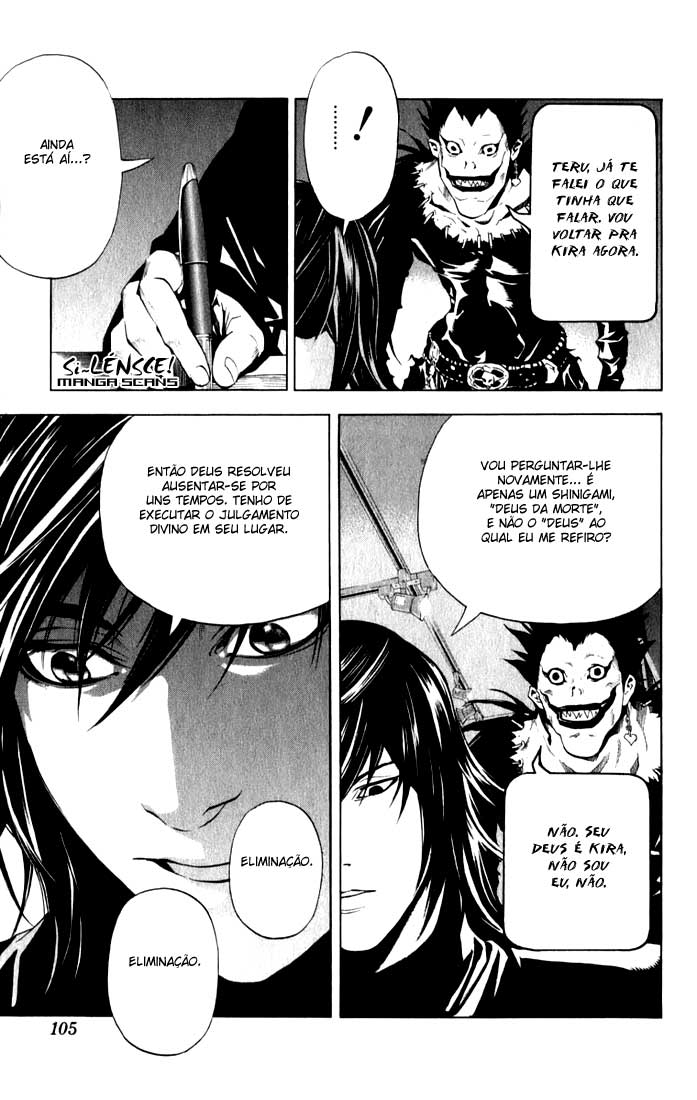 ........!
TERU, JÁ TE
FALEI O QUE
TINHA QUE
FALAR. VOU
VOLTAR PRA
KIRA AGORA.
AINDA
ESTÁ AÍ...?
Si-LÉNSCE!
MANGA SCANS
VOU PERGUNTAR-LHE
NOVAMENTE... É
APENAS UM SHINIGAMI,
"DEUS DA MORTE",
E NÃO O "DEUS" AO
QUAL EU ME REFIRO?
NÃO. SEU
DEUS É KIRA,
NÃO SOU
EU, NÃO.
ENTÃO DEUS RESOLVEU
AUSENTAR-SE POR
UNS TEMPOS. TENHO DE
EXECUTAR O JULGAMENTO
DIVINO EM SEU LUGAR.
ELIMINAÇÃO.
ELIMINAÇÃO.
105